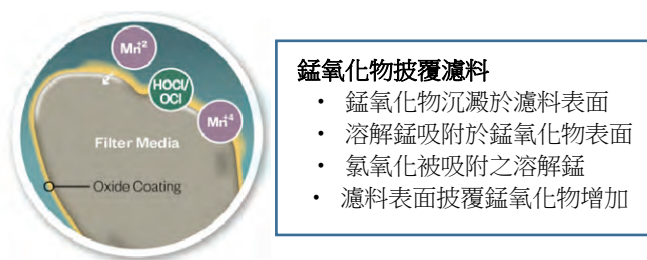 Mn+2
HOCl/
OCl
Mn+4
Filter Media
Oxide Coating
錳氧化物披覆濾料
• 錳氧化物沉澱於濾料表面
• 溶解錳吸附於錳氧化物表面
• 氯氧化被吸附之溶解錳
• 濾料表面披覆錳氧化物增加